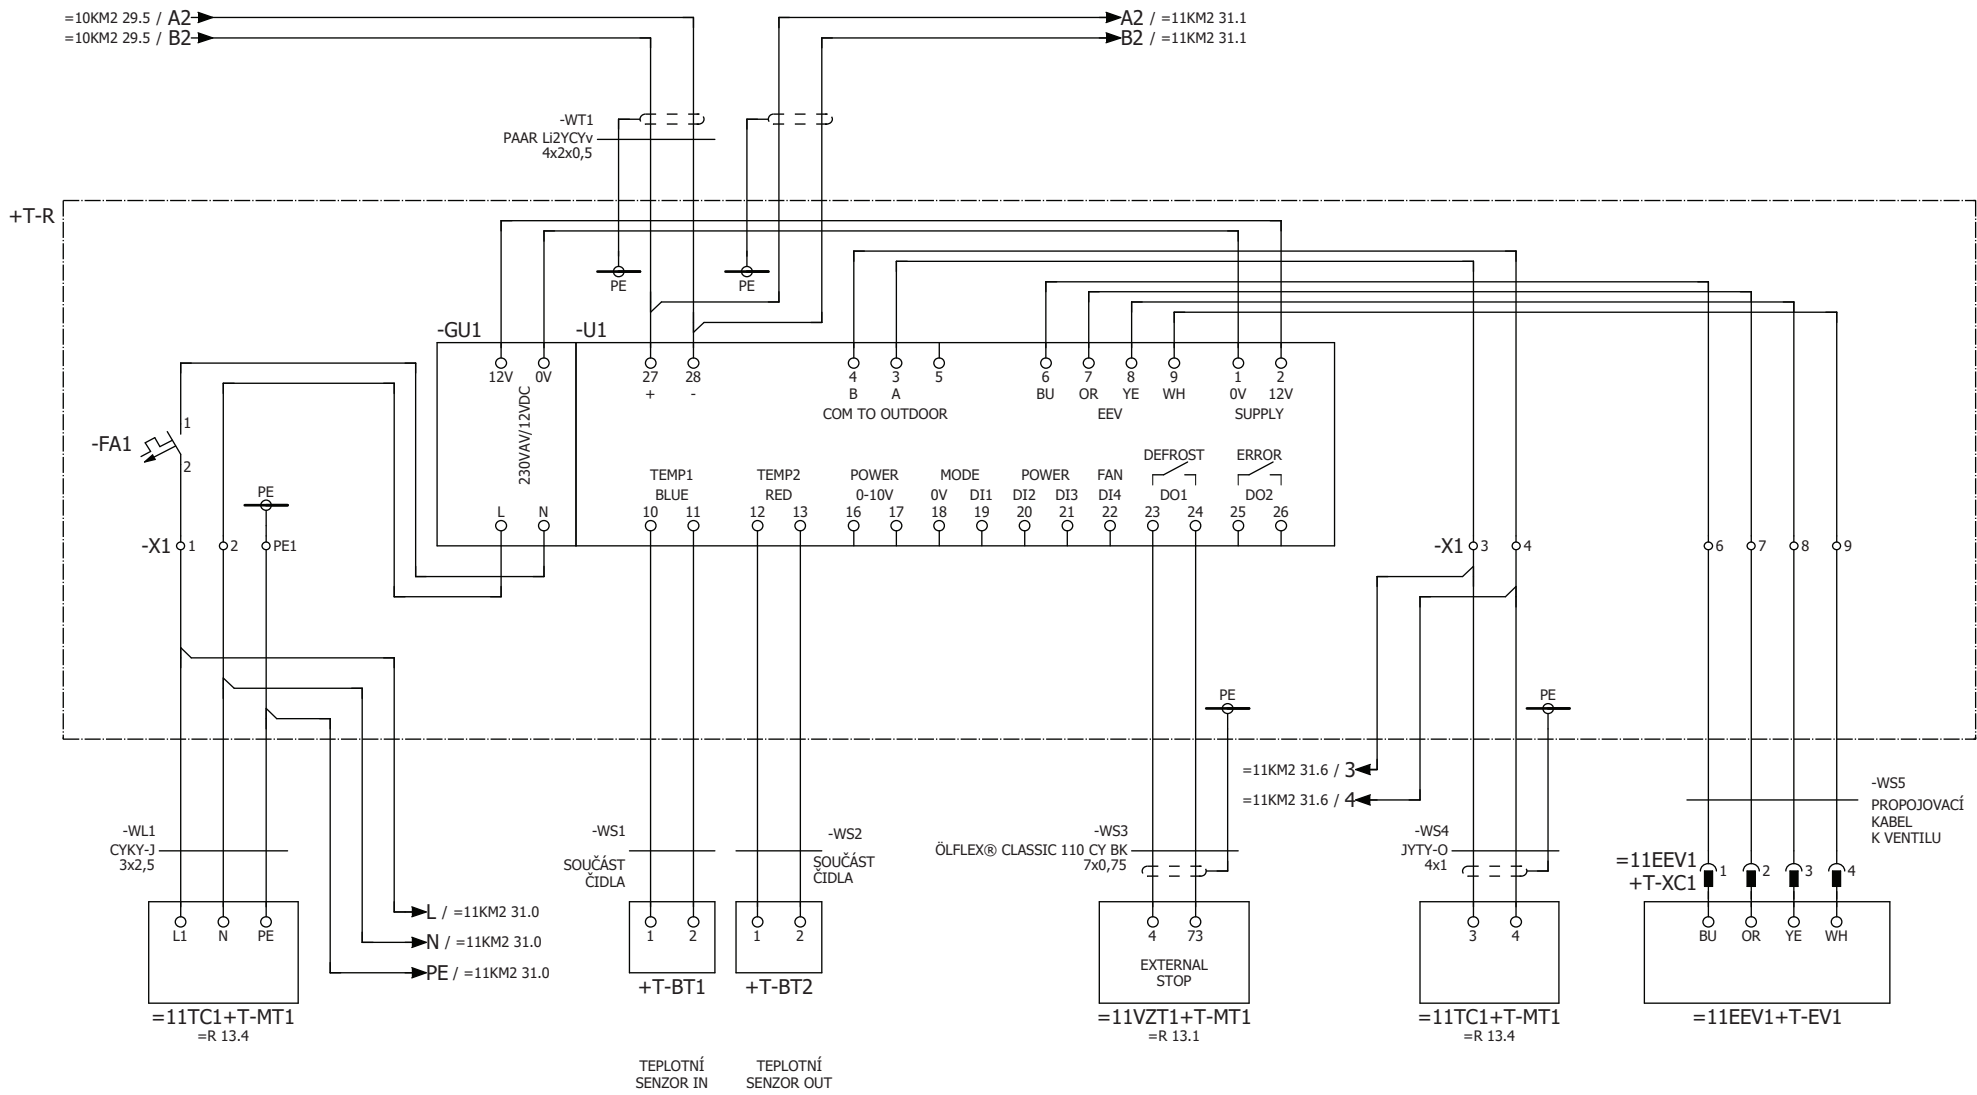 =10KM2 29.5 / A2
=10KM2 29.5 / B2
A2 / =11KM2 31.1
B2 / =11KM2 31.1
-WT1
PAAR Li2YCYv
4x2x0,5
+T-R
PE PE
-GU1 -U1
12V 0V
230VAV/12VDC
L N
27 28 4 3 5 6 7 8 9 1 2
+ - B A BU OR YE WH 0V 12V
COM TO OUTDOOR EEV SUPPLY
DEFROST ERROR
TEMP1 TEMP2 POWER MODE POWER FAN
BLUE RED 0-10V 0V DI1 DI2 DI3 DI4 DO1 DO2
10 11 12 13 16 17 18 19 20 21 22 23 24 25 26
-FA1
1
2
PE
-X1 1 2 PE1
-X1 3 4 6 7 8 9
PE PE
=11KM2 31.6 / 3
=11KM2 31.6 / 4
-WL1
CYKY-J
3x2,5
-WS1
SOUČÁST
ČIDLA
-WS2
SOUČÁST
ČIDLA
-WS3
ÖLFLEX® CLASSIC 110 CY BK
7x0,75
-WS4
JYTY-O
4x1
-WS5
PROPOJOVACÍ
KABEL
K VENTILU
=11EEV1
+T-XC1
1 2 3 4
L / =11KM2 31.0
N / =11KM2 31.0
PE / =11KM2 31.0
L1 N PE
=11TC1+T-MT1
=R 13.4
1 2
+T-BT1
1 2
+T-BT2
4 73
EXTERNAL
STOP
=11VZT1+T-MT1
=R 13.1
3 4
=11TC1+T-MT1
=R 13.4
BU OR YE WH
=11EEV1+T-EV1
TEPLOTNÍ
SENZOR IN
TEPLOTNÍ
SENZOR OUT